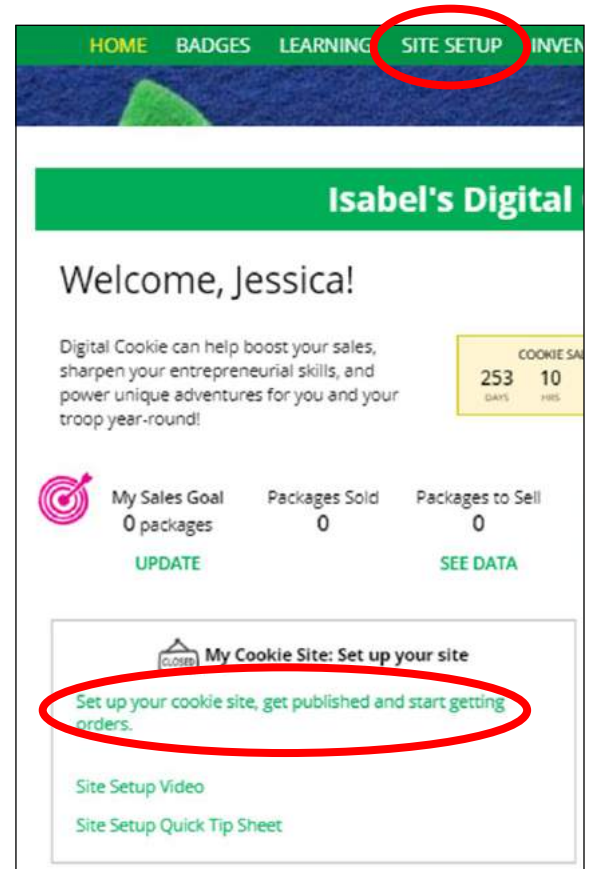 HOME BADGES LEARNING SITE SETUP INVEN
Isabel's Digital
Welcome, Jessica!
Digital Cookie can help boost your sales,
sharpen your entrepreneurial skills, and
power unique adventures for you and your
troop year-round!
COOKIE SA
253 10
DAYS HRS
My Sales Goal Packages Sold Packages to Sell
0 packages 0 0
UPDATE SEE DATA
CLOSED My Cookie Site: Set up your site
Set up your cookie site, get published and start getting
orders.
Site Setup Video
Site Setup Quick Tip Sheet